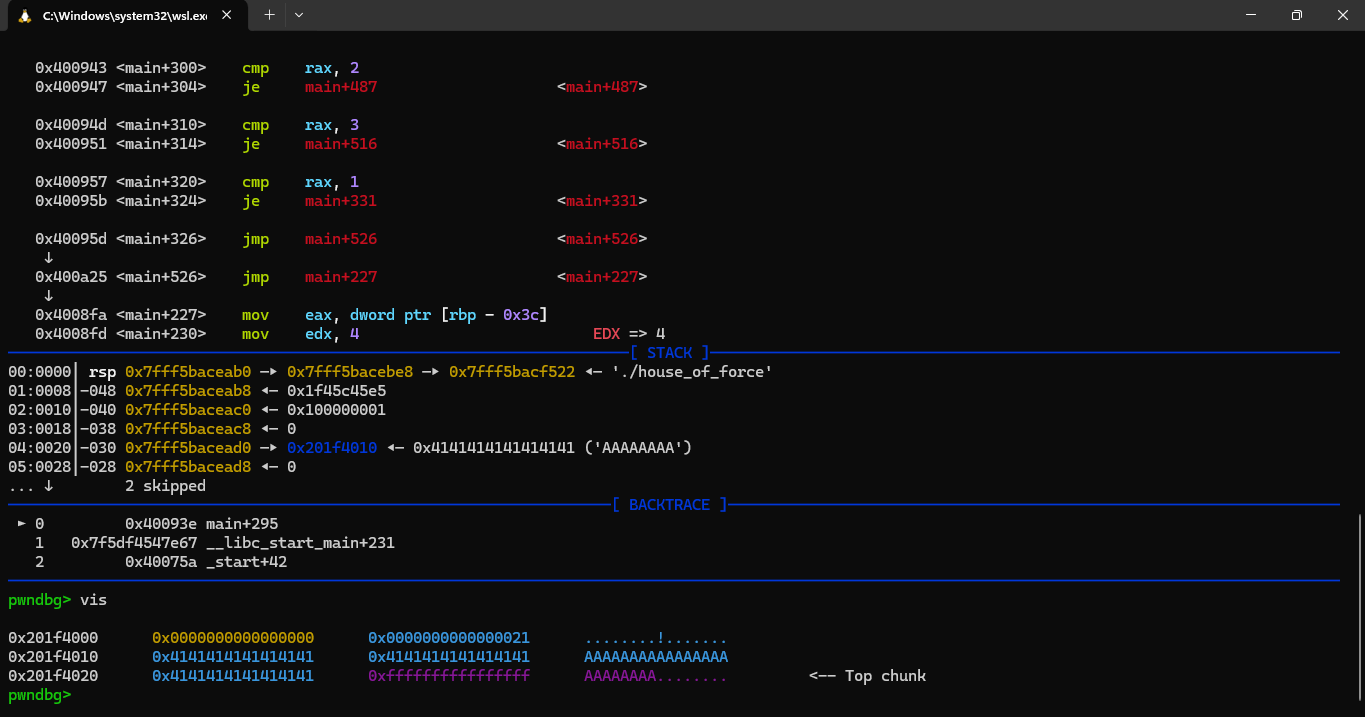 C:\Windows\system32\wsl.exe
0x400943 <main+300> cmp rax, 2
0x400947 <main+304> je main+487 <main+487>
0x40094d <main+310> cmp rax, 3
0x400951 <main+314> je main+516 <main+516>
0x400957 <main+320> cmp rax, 1
0x40095b <main+324> je main+331 <main+331>
0x40095d <main+326> jmp main+526 <main+526>
↓
0x400a25 <main+526> jmp main+227 <main+227>
↓
0x4008fa <main+227> mov eax, dword ptr [rbp - 0x3c]
0x4008fd <main+230> mov edx, 4 EDX => 4
[ STACK ]
00:0000│ rsp 0x7fff5baceab0 —▸ 0x7fff5bacebe8 —▸ 0x7fff5bacf522 ◂— './house_of_force'
01:0008│-048 0x7fff5baceab8 ◂— 0x1f45c45e5
02:0010│-040 0x7fff5baceac0 ◂— 0x100000001
03:0018│-038 0x7fff5baceac8 ◂— 0
04:0020│-030 0x7fff5bacead0 —▸ 0x201f4010 ◂— 0x4141414141414141 ('AAAAAAAA')
05:0028│-028 0x7fff5bacead8 ◂— 0
... ↓ 2 skipped
[ BACKTRACE ]
► 0 0x40093e main+295
1 0x7f5df4547e67 __libc_start_main+231
2 0x40075a _start+42
pwndbg> vis
0x201f4000 0x0000000000000000 0x0000000000000021 ........!.......
0x201f4010 0x4141414141414141 0x4141414141414141 AAAAAAAAAAAAAAAA
0x201f4020 0x4141414141414141 0xffffffffffffffff AAAAAAAA........ <-- Top chunk
pwndbg>